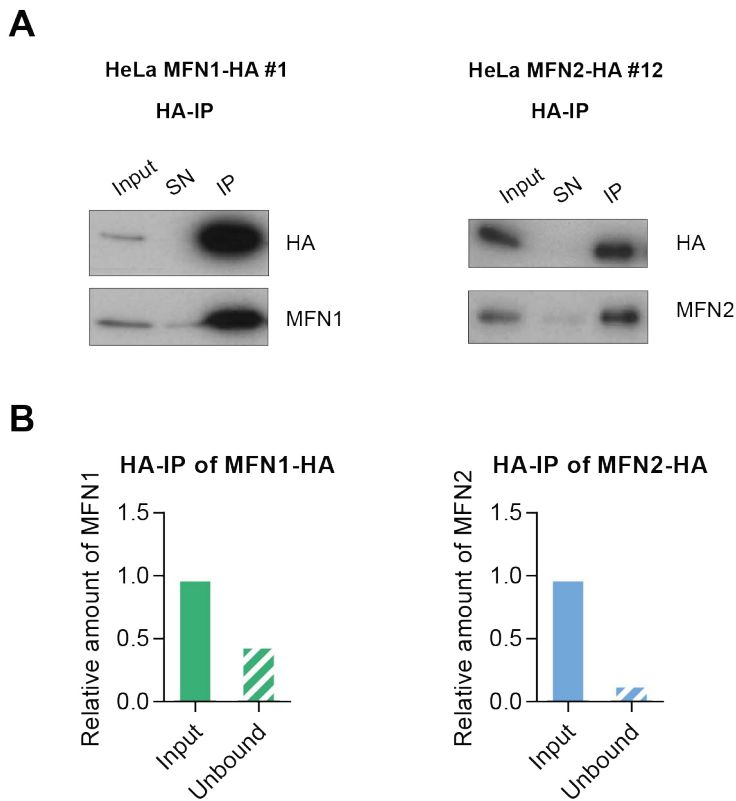 A
HeLa MFN1-HA #1
HA-IP
Input SN IP
HA
MFN1
HeLa MFN2-HA #12
HA-IP
Input SN IP
HA
MFN2
B
HA-IP of MFN1-HA
Relative amount of MFN1
1.5
1.0
0.5
0.0
Input
Unbound
HA-IP of MFN2-HA
Relative amount of MFN2
1.5
1.0
0.5
0.0
Input
Unbound